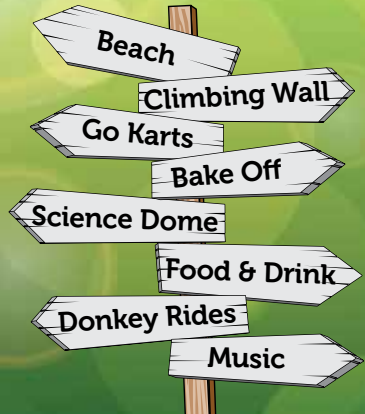 Beach
Climbing Wall
Go Karts
Bake Off
Science Dome
Food & Drink
Donkey Rides
Music